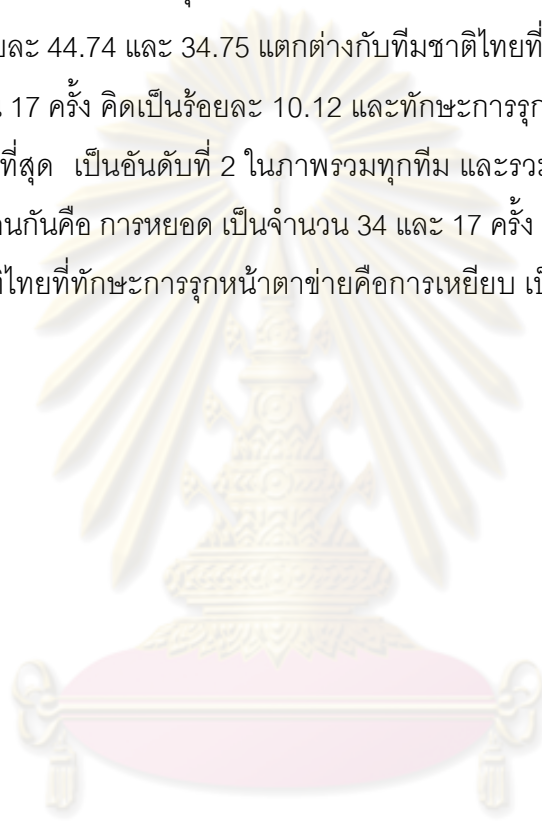 ยละ 44.74 และ 34.75 แตกต่างกับทีมชาติไทยที่
น 17 ครั้ง คิดเป็นร้อยละ 10.12 และทักษะการรุก
ที่สุด เป็นอันดับที่ 2 ในภาพรวมทุกทีม และรวม
านกันคือ การหยอด เป็นจำนวน 34 และ 17 ครั้ง
ติไทยที่ทักษะการรุกหน้าตาข่ายคือการเหยียบ เป็